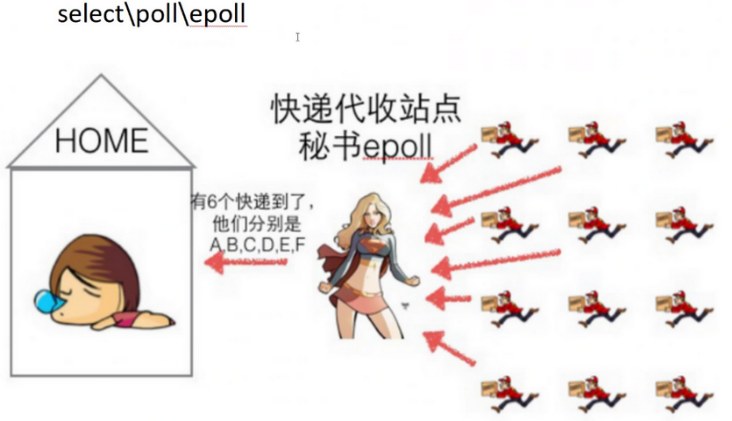 select\poll\epoll
快递代收站点
秘书epoll
HOME
有6个快递到了，
他们分别是
A,B,C,D,E,F